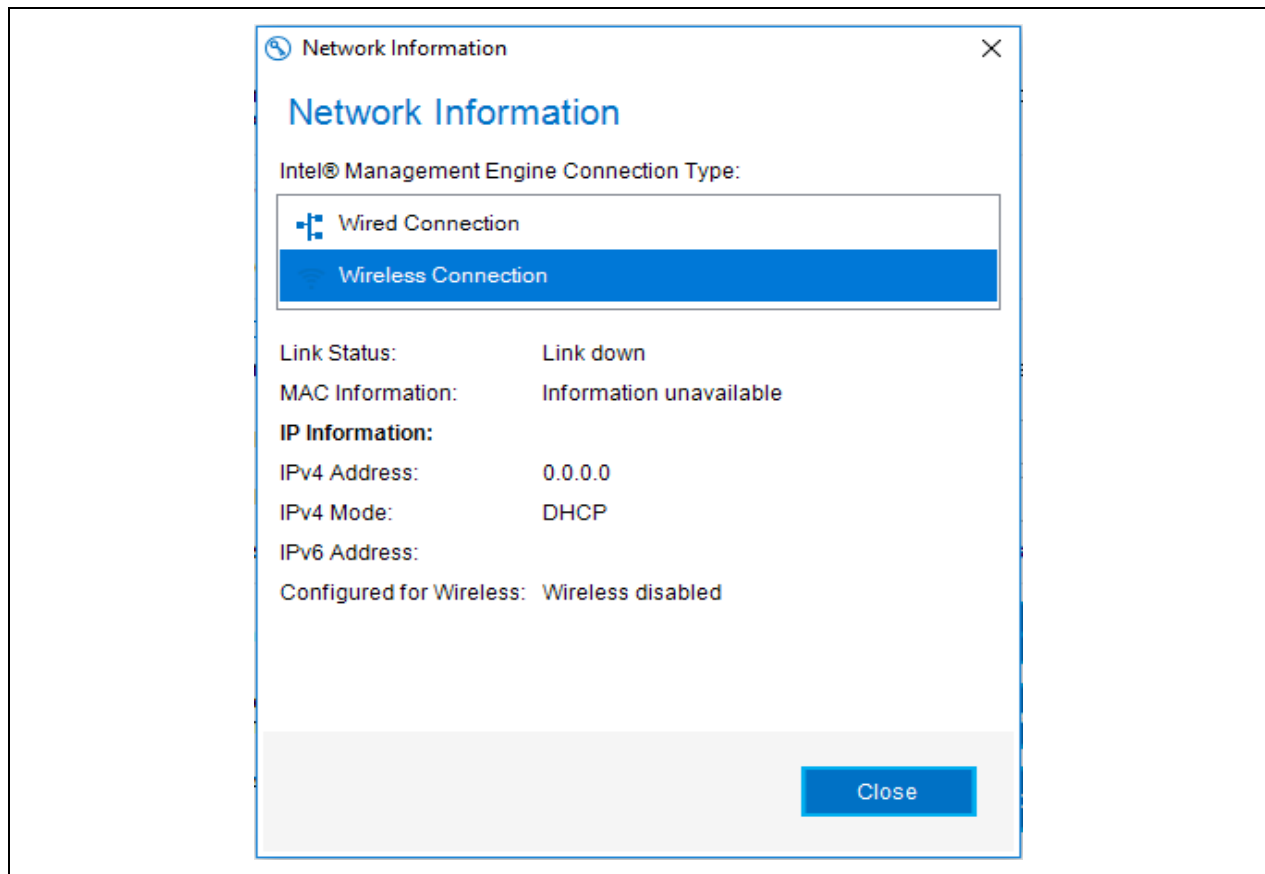 Network Information
Network Information
Intel® Management Engine Connection Type:
Wired Connection
Wireless Connection
Link Status: Link down
MAC Information: Information unavailable
IP Information:
IPv4 Address: 0.0.0.0
IPv4 Mode: DHCP
IPv6 Address:
Configured for Wireless: Wireless disabled
Close